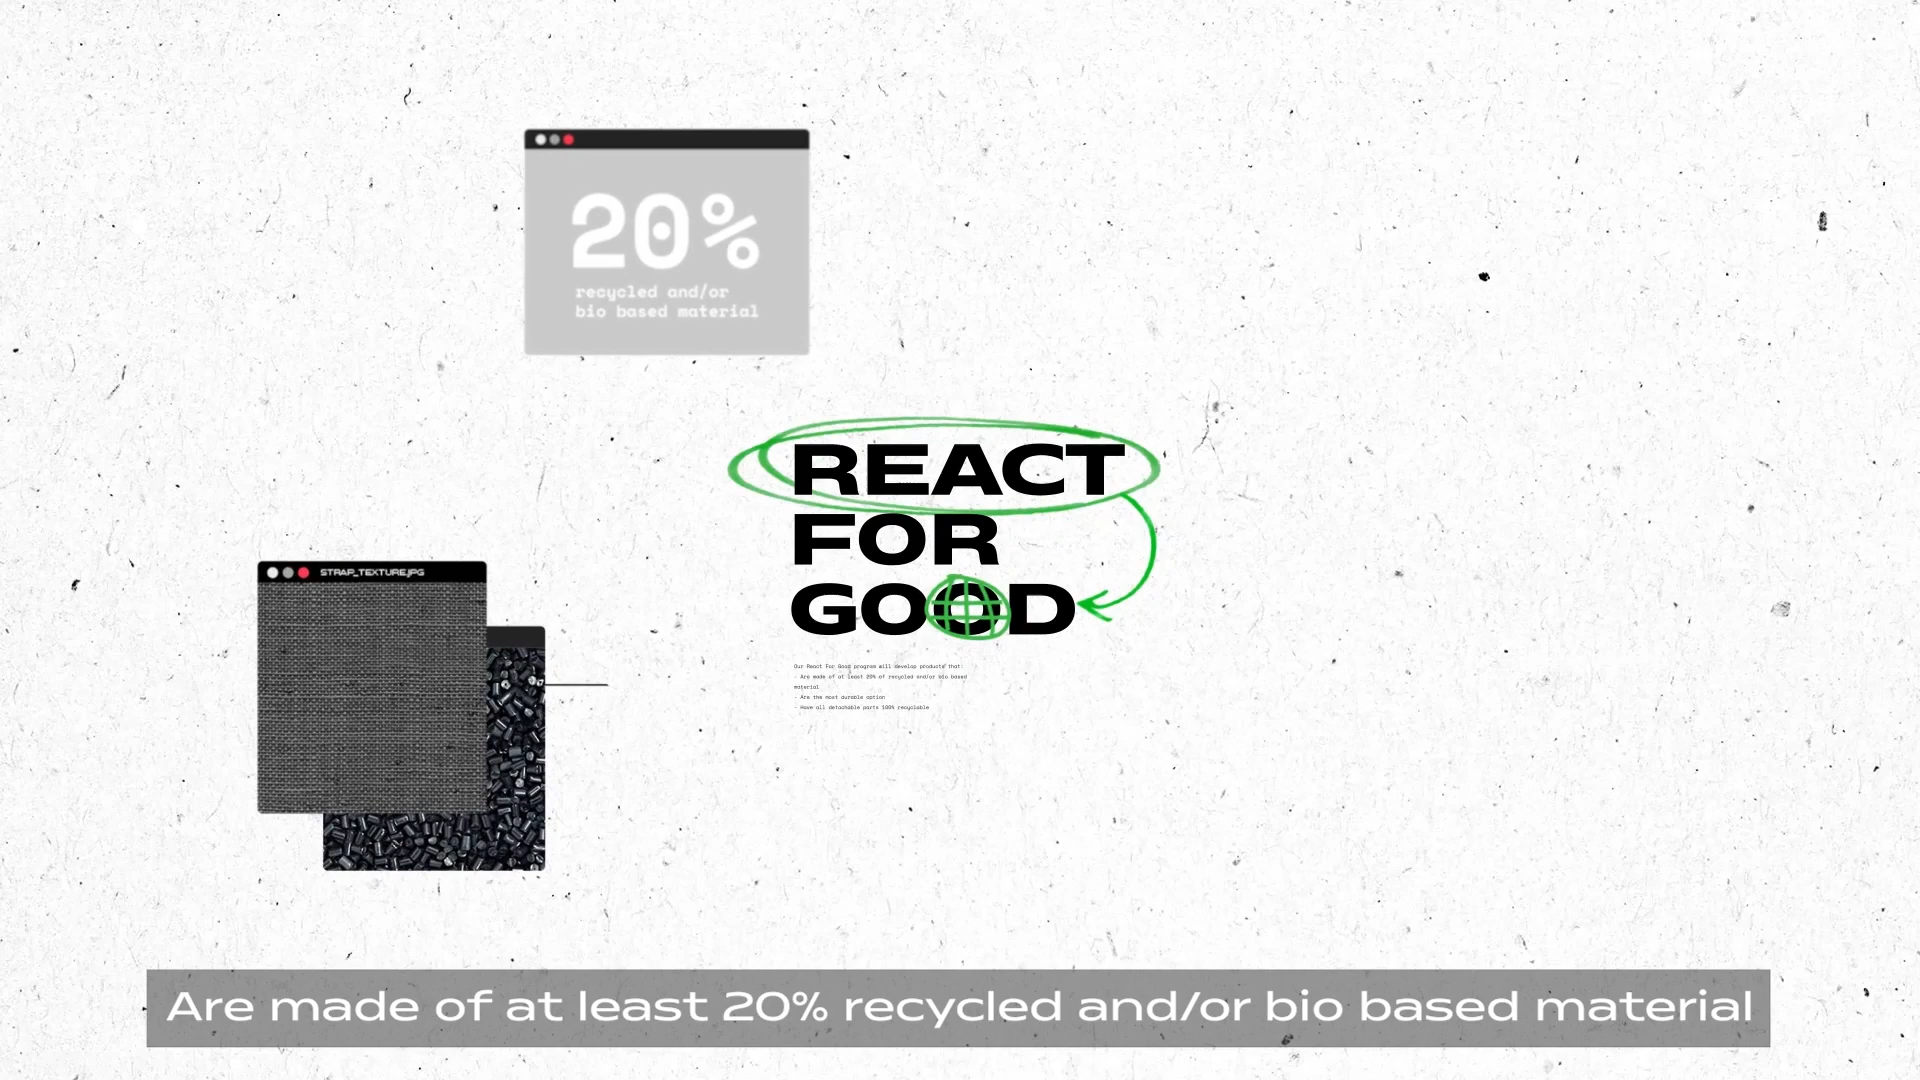 20%
recycled and/or
bio based material
REACT
FOR
GOOD
STRAP_TEXTURE.JPG
Our React For Good program will develop products that:
- Are made of at least 20% of recycled and/or bio based
material
- Are the most durable option
- Have all detachable parts 100% recyclable
Are made of at least 20% recycled and/or bio based material